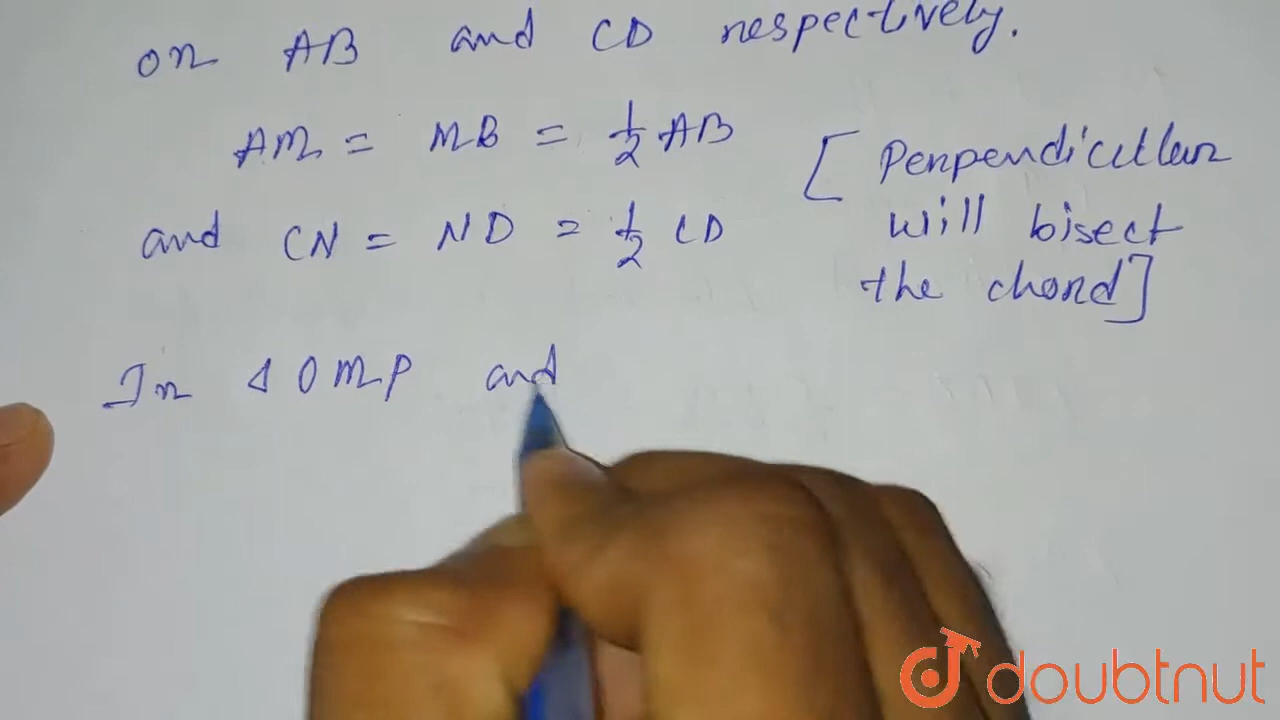 on AB and CD respectively.
AM = MB = 1/2 AB [Perpendicular
and CN = ND = 1/2 CD will bisect
the chord]
In Δ OMP and
doubtnut